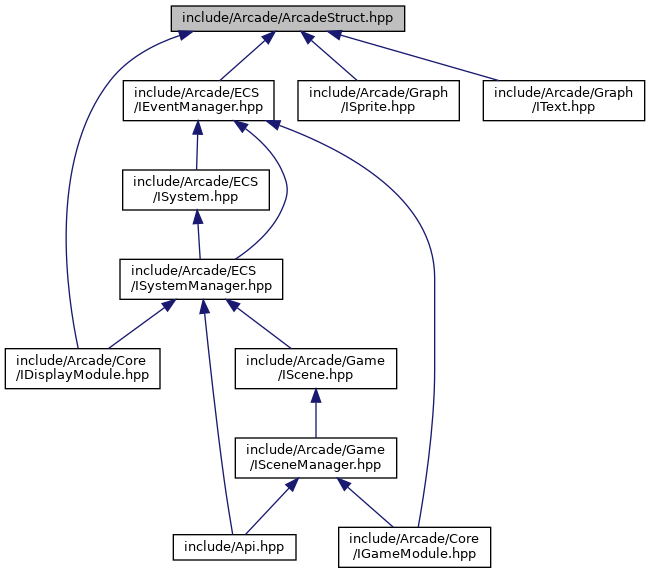 include/Arcade/ArcadeStruct.hpp
include/Arcade/ECS
/IEventManager.hpp
include/Arcade/Graph
/ISprite.hpp
include/Arcade/Graph
/IText.hpp
include/Arcade/ECS
/ISystem.hpp
include/Arcade/ECS
/ISystemManager.hpp
include/Arcade/Core
/IDisplayModule.hpp
include/Arcade/Game
/IScene.hpp
include/Arcade/Game
/ISceneManager.hpp
include/Api.hpp
include/Arcade/Core
/IGameModule.hpp